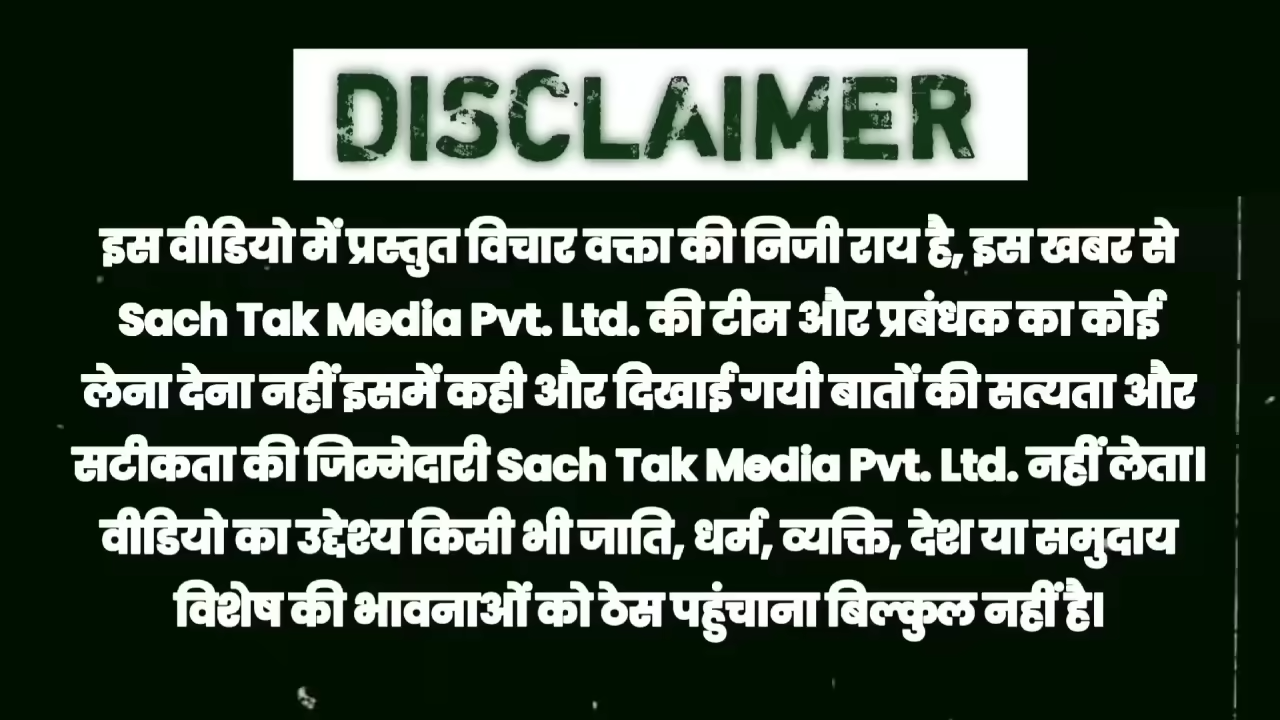 DISCLAIMER
इस वीडियो में प्रस्तुत विचार वक्ता की निजी राय है, इस खबर से
Sach Tak Media Pvt. Ltd. की टीम और प्रबंधक का कोई
लेना देना नहीं इसमें कही और दिखाई गयी बातों की सत्यता और
सटीकता की जिम्मेदारी Sach Tak Media Pvt. Ltd. नहीं लेता।
वीडियो का उद्देश्य किसी भी जाति, धर्म, व्यक्ति, देश या समुदाय
विशेष की भावनाओं को ठेस पहुंचाना बिल्कुल नहीं है।